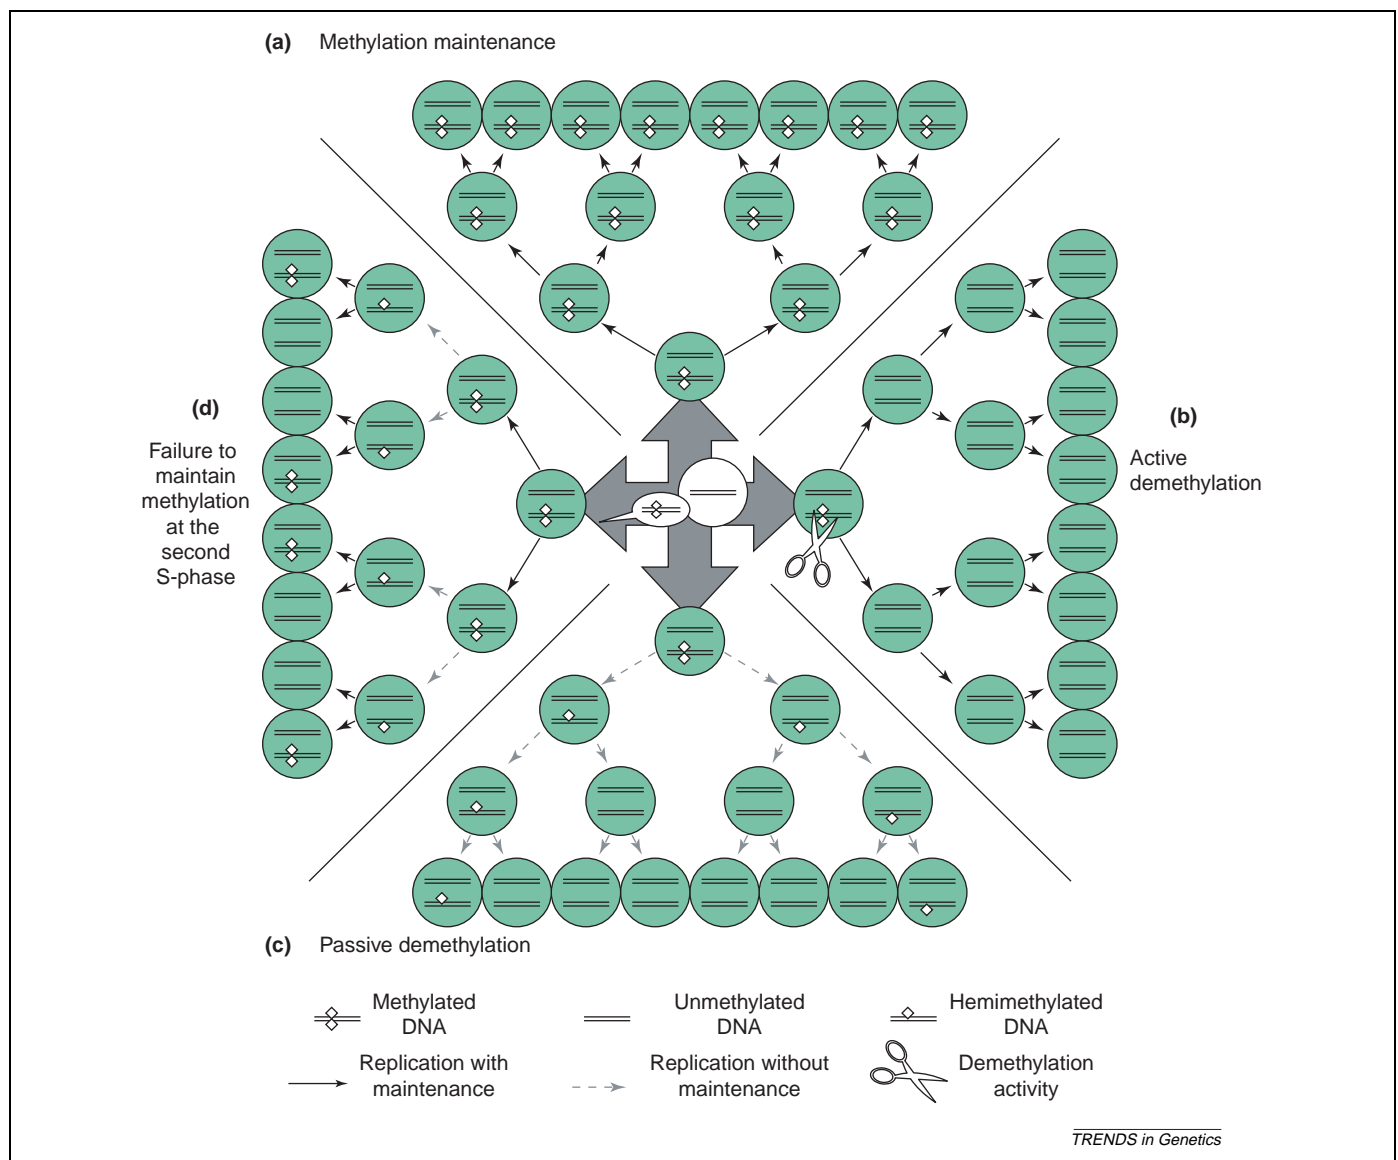 (a) Methylation maintenance
(d)
Failure to
maintain
methylation
at the
second
S-phase
(b)
Active
demethylation
(c) Passive demethylation
Methylated
DNA
Unmethylated
DNA
Hemimethylated
DNA
Replication with
maintenance
Replication without
maintenance
Demethylation
activity
TRENDS in Genetics